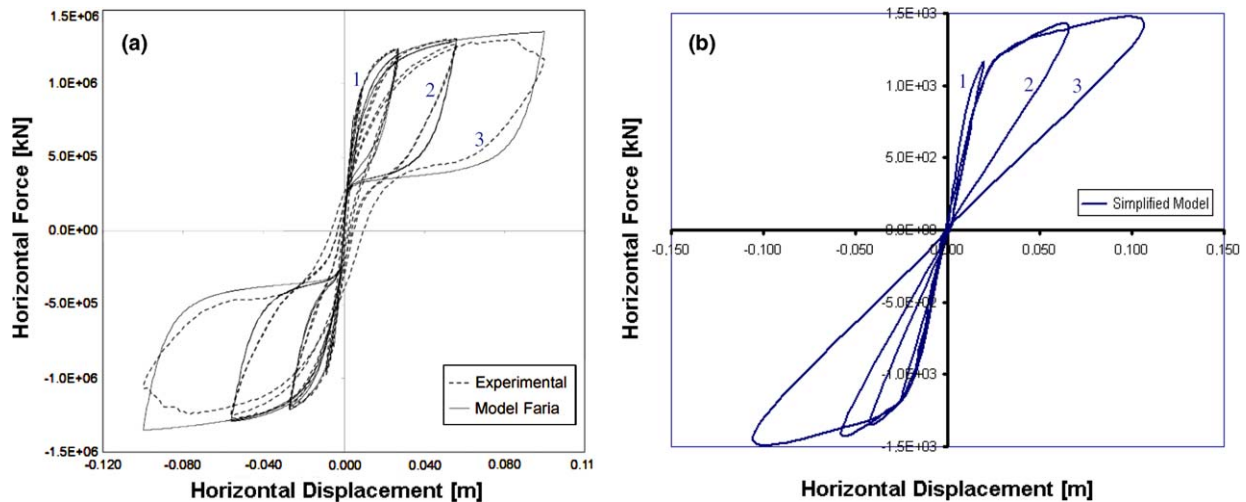 (a)
1.5E+06
1.0E+06
5.0E+05
0.0E+00
-5.0E+05
-1.0E+06
-1.5E+06
-0.120
-0.080
-0.040
0.000
0.040
0.080
0.11
1
2
3
Experimental
Model Faria
Horizontal Force [kN]
Horizontal Displacement [m]
(b)
1.5E+03
1.0E+03
5.0E+02
0.0E+00
-5.0E+02
-1.0E+03
-1.5E+03
-0.150
-0.100
-0.050
0.000
0.050
0.100
0.150
1
2
3
Simplified Model
Horizontal Force [kN]
Horizontal Displacement [m]